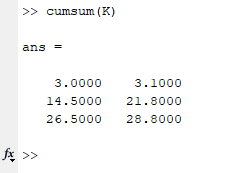 >> cumsum(K)
ans =
3.0000 3.1000
14.5000 21.8000
26.5000 28.8000
fx >>